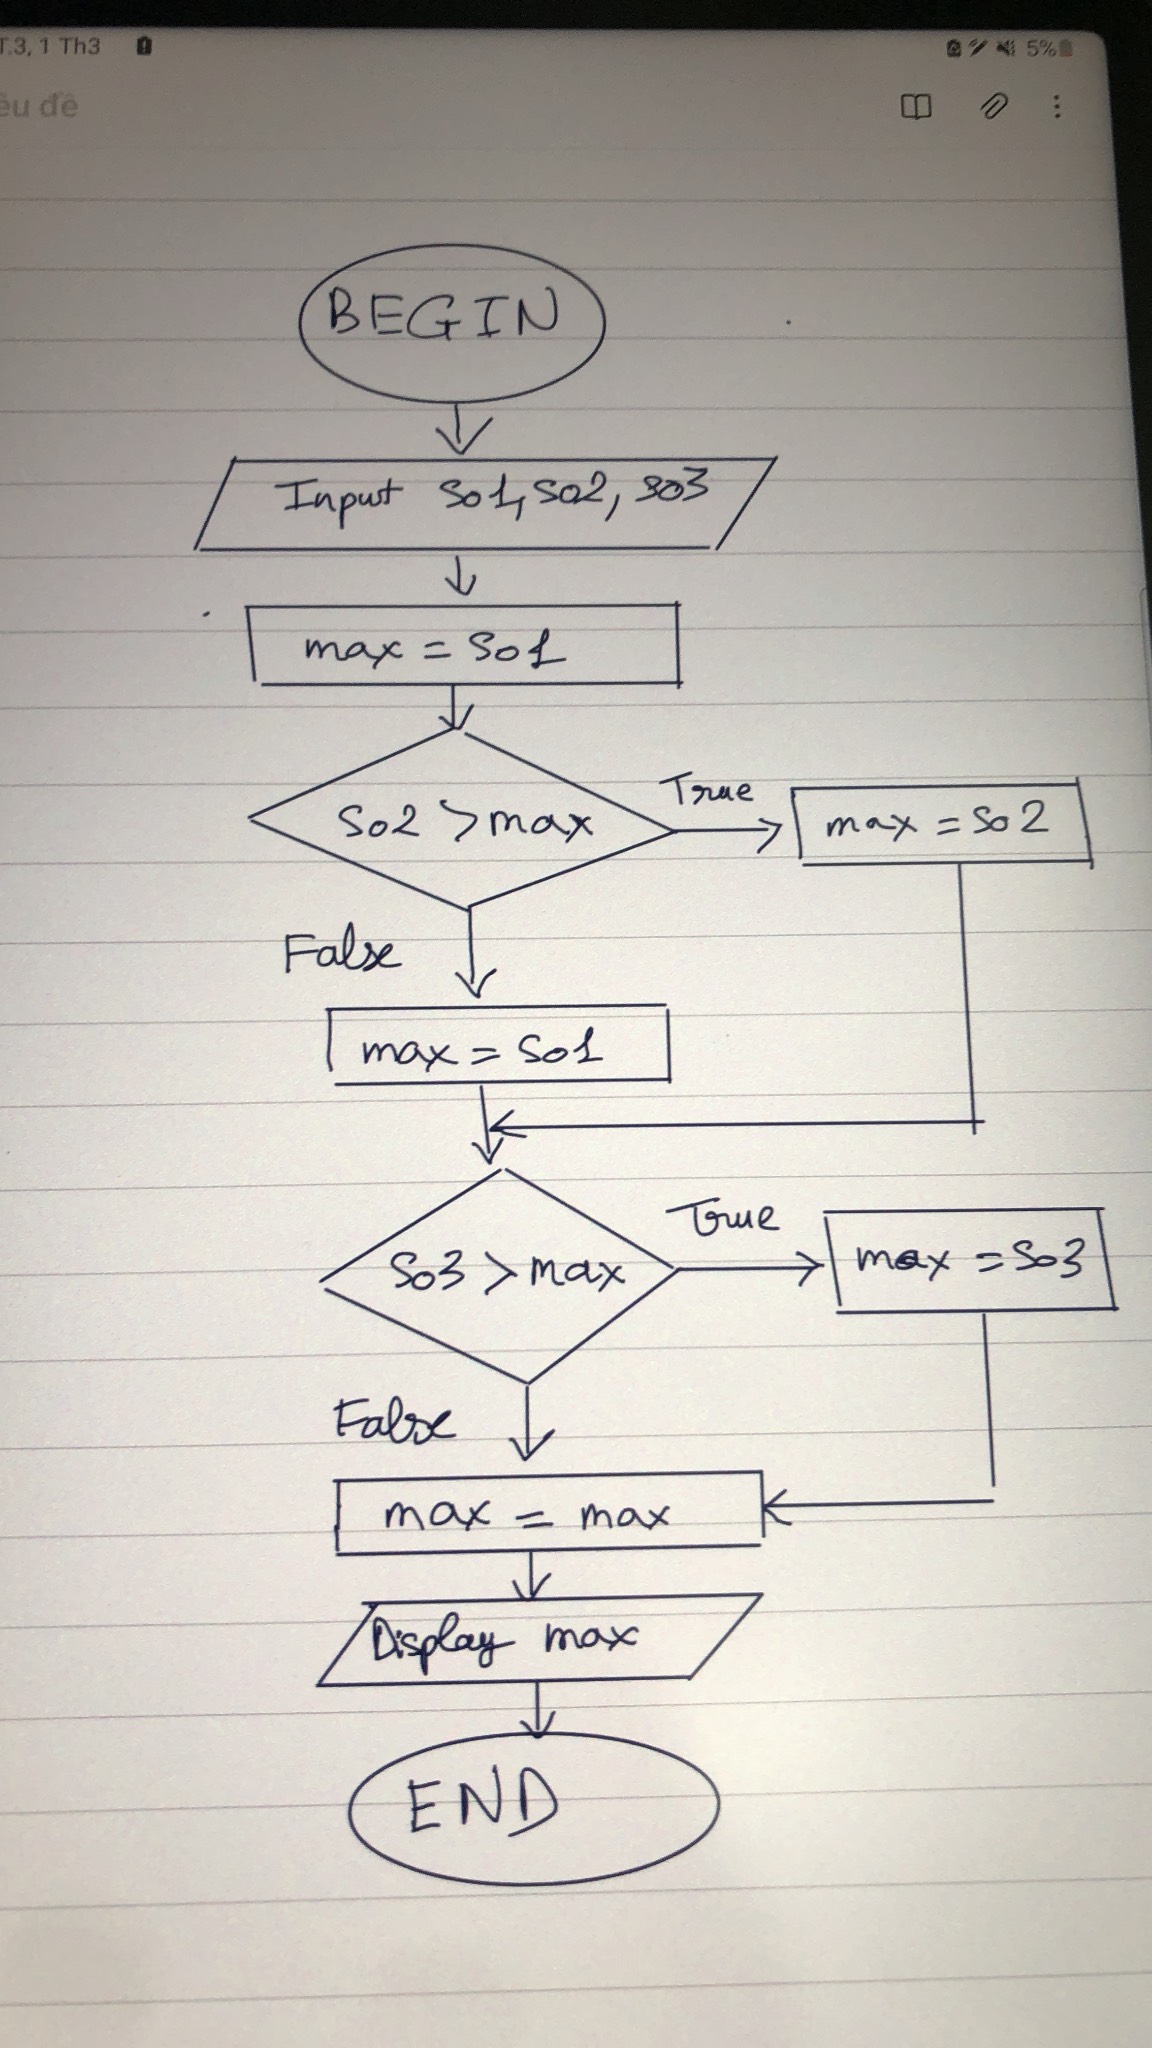 T.3, 1 Th3
5%
êu đề
BEGIN
Input So1, So2, So3
max = So1
So2 > max
True
max = So2
False
max = So1
So3 > max
True
max = So3
False
max = max
Display max
END